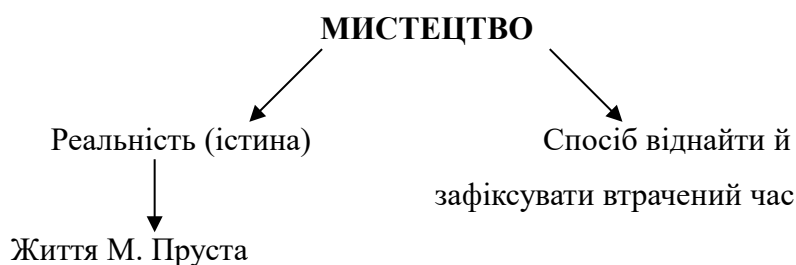 МИСТЕЦТВО
Реальність (істина)
Спосіб віднайти й
зафіксувати втрачений час
Життя М. Пруста